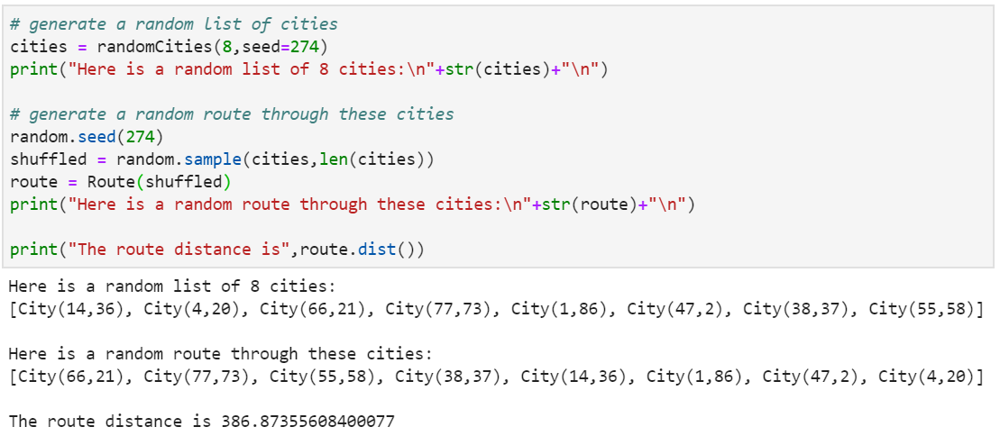 # generate a random list of cities
cities = randomCities(8,seed=274)
print("Here is a random list of 8 cities:\n"+str(cities)+"\n")
# generate a random route through these cities
random.seed(274)
shuffled = random.sample(cities,len(cities))
route = Route(shuffled)
print("Here is a random route through these cities:\n"+str(route)+"\n")
print("The route distance is",route.dist())
Here is a random list of 8 cities:
[City(14,36), City(4,20), City(66,21), City(77,73), City(1,86), City(47,2), City(38,37), City(55,58)]
Here is a random route through these cities:
[City(66,21), City(77,73), City(55,58), City(38,37), City(14,36), City(1,86), City(47,2), City(4,20)]
The route distance is 386.87355608400077